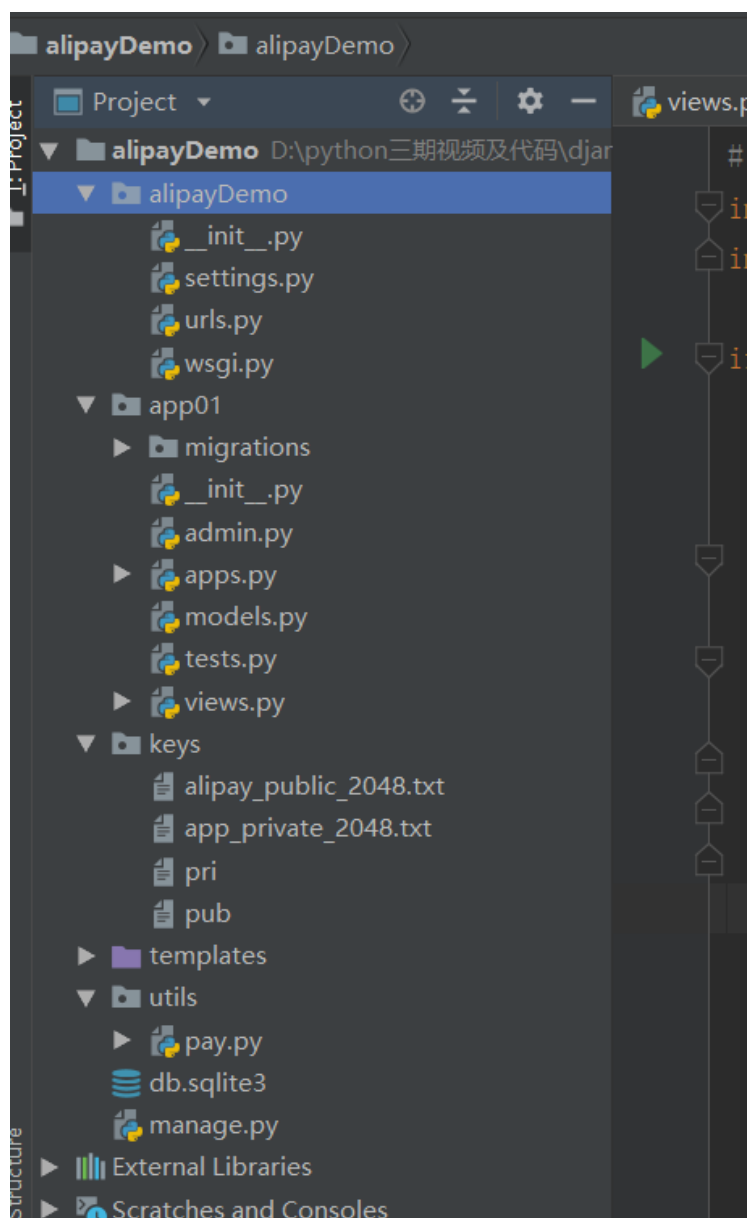 alipayDemo alipayDemo
1: Project
Project
views.p
alipayDemo D:\python三期视频及代码\djan
#
alipayDemo
__init__.py
settings.py
urls.py
wsgi.py
app01
migrations
__init__.py
admin.py
apps.py
models.py
tests.py
views.py
keys
alipay_public_2048.txt
app_private_2048.txt
pri
pub
templates
utils
pay.py
db.sqlite3
manage.py
External Libraries
Scratches and Consoles
Structure